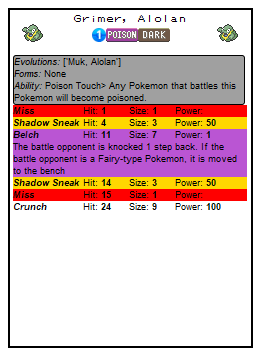 Grimer, Alolan
1 POISON DARK
Evolutions: ['Muk, Alolan']
Forms: None
Ability: Poison Touch> Any Pokemon that battles this
Pokemon will become poisoned.
Miss Hit: 1 Size: 1 Power:
Shadow Sneak Hit: 4 Size: 3 Power: 50
Belch Hit: 11 Size: 7 Power: 1
The battle opponent is knocked 1 step back. If the
battle opponent is a Fairy-type Pokemon, it is moved
to the bench
Shadow Sneak Hit: 14 Size: 3 Power: 50
Miss Hit: 15 Size: 1 Power:
Crunch Hit: 24 Size: 9 Power: 100